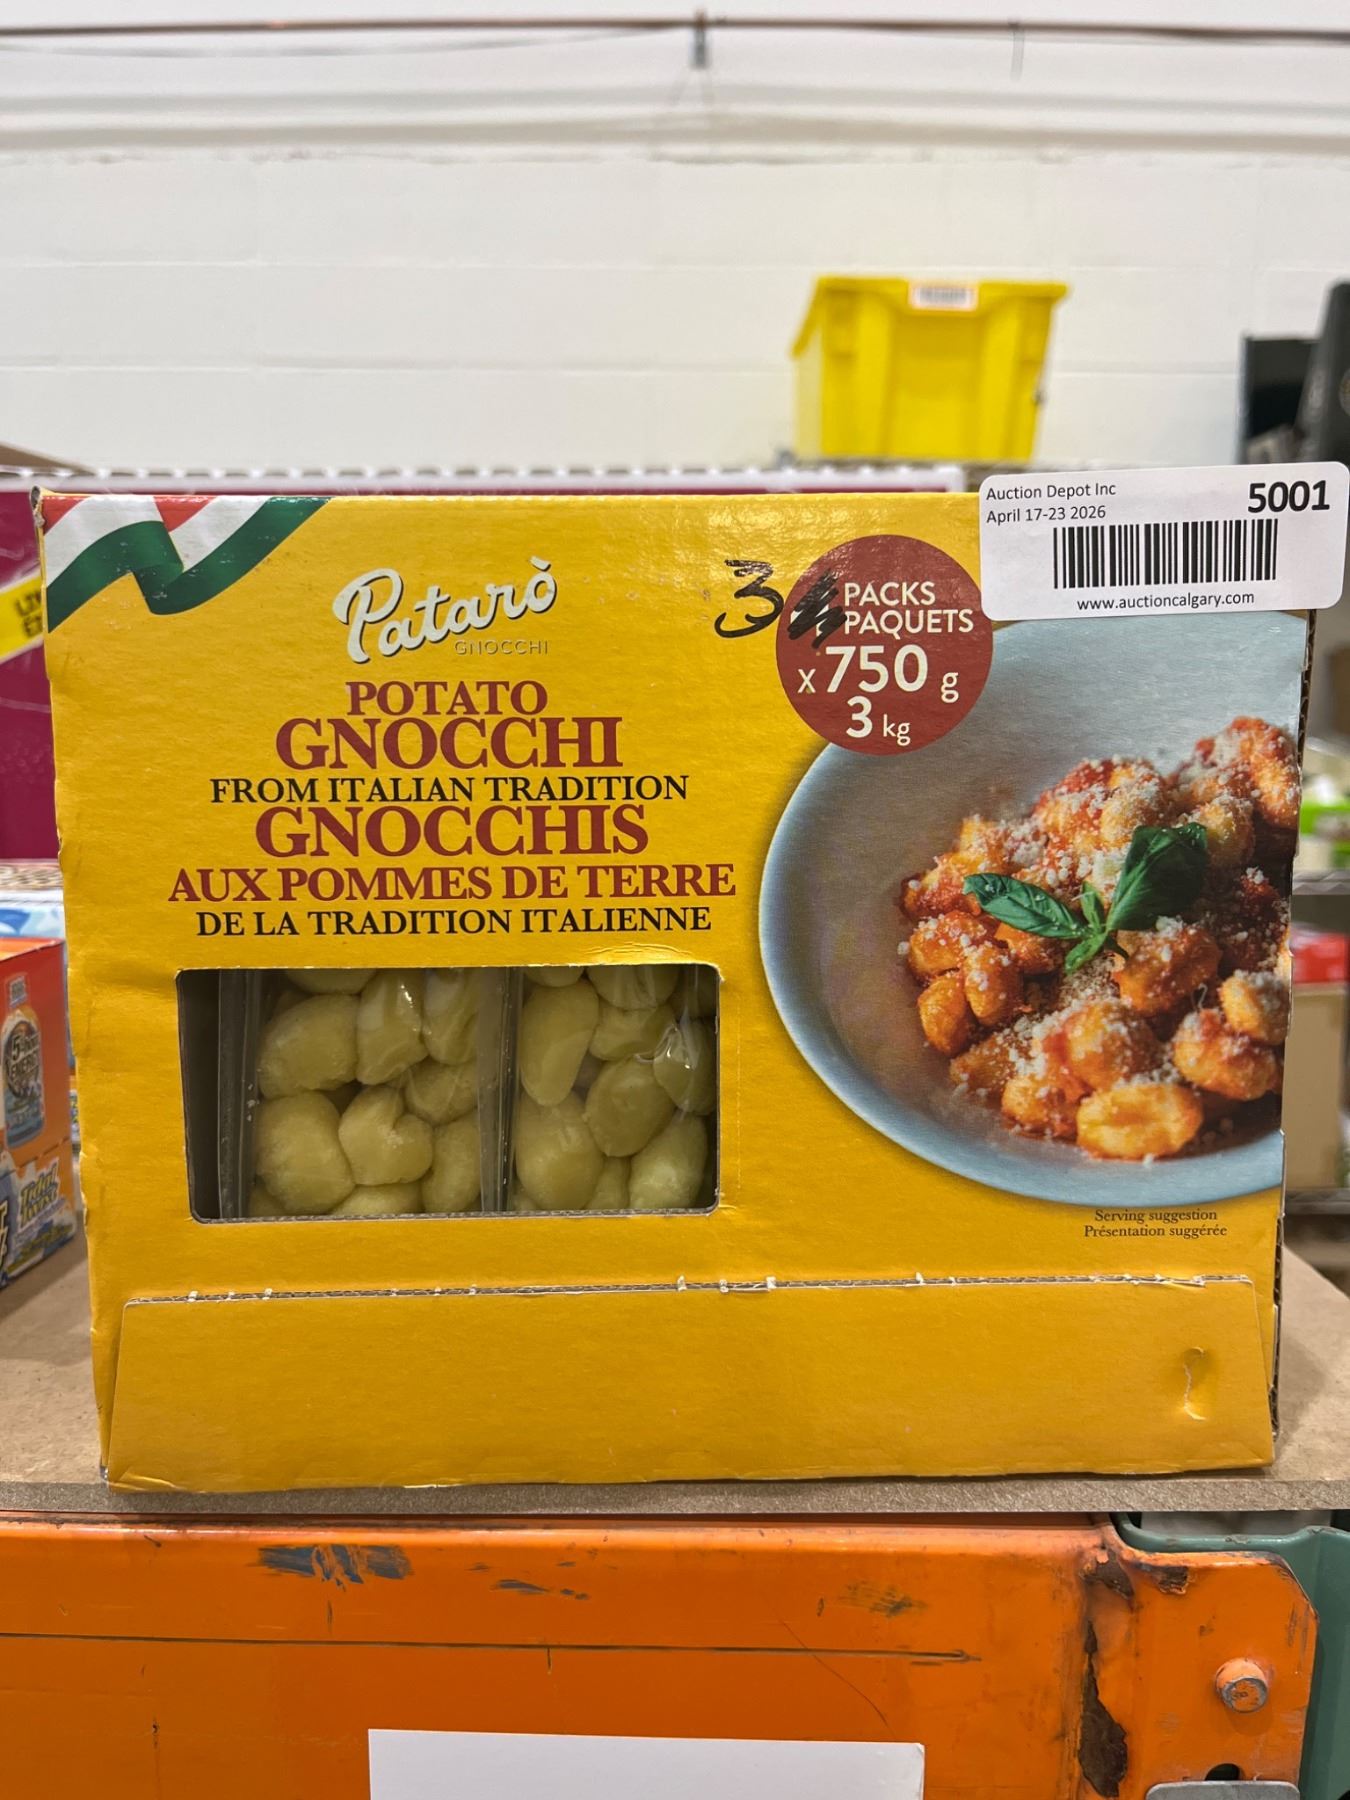 Auction Depot Inc
5001
April 17-23 2026
www.auctioncalgary.com
Patarò
GNOCCHI
POTATO
GNOCCHI
FROM ITALIAN TRADITION
GNOCCHIS
AUX POMMES DE TERRE
DE LA TRADITION ITALIENNE
3
PACKS
PAQUETS
x 750 g
3 kg
Serving suggestion
Présentation suggérée
ENERGY